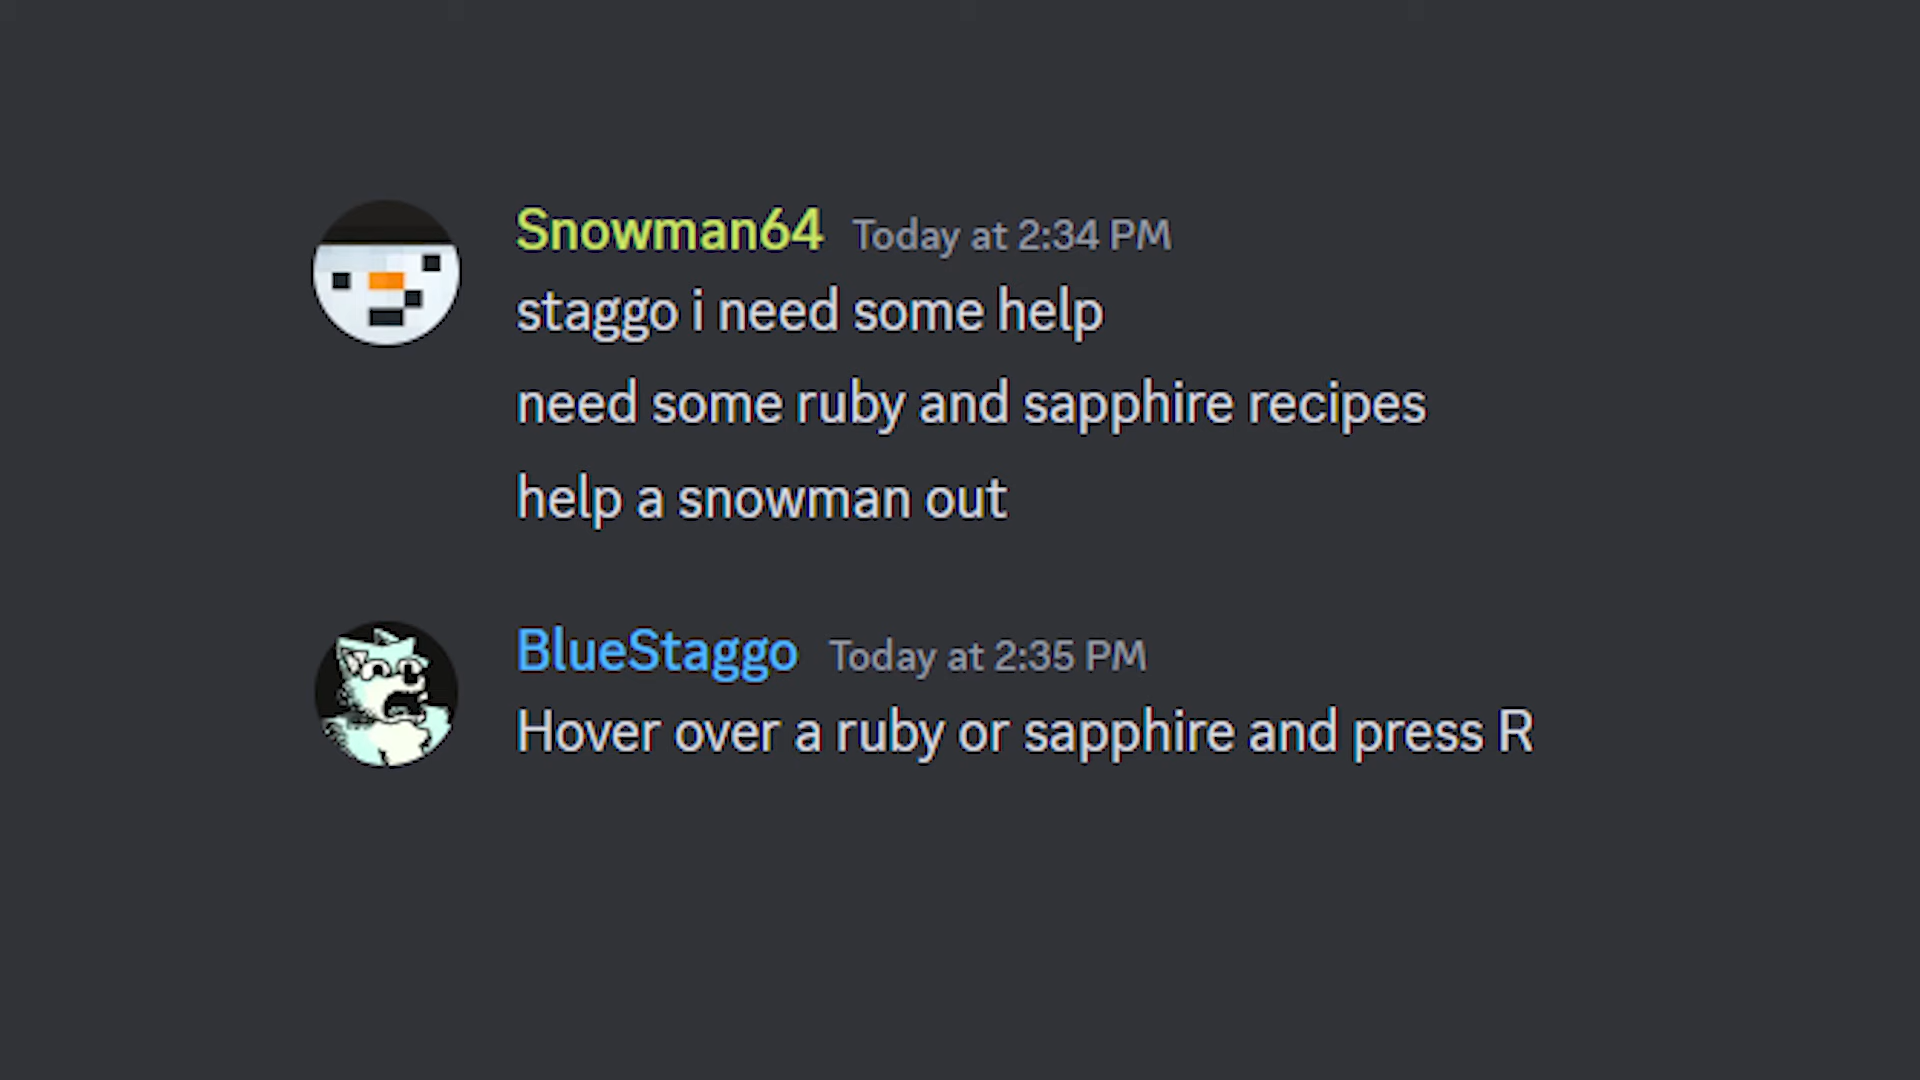 Snowman64 Today at 2:34 PM
staggo i need some help
need some ruby and sapphire recipes
help a snowman out
BlueStaggo Today at 2:35 PM
Hover over a ruby or sapphire and press R